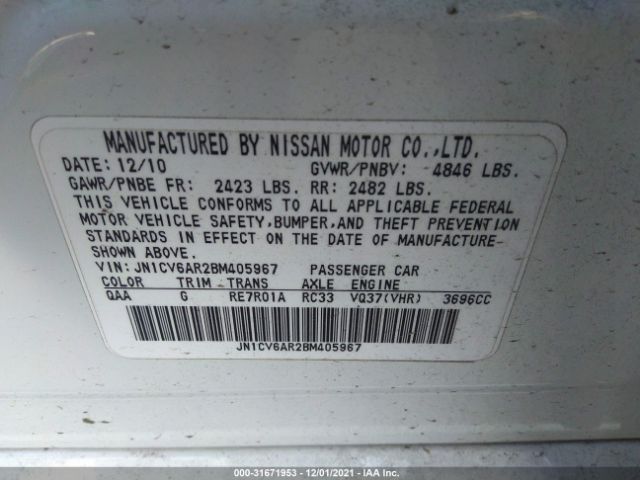 MANUFACTURED BY NISSAN MOTOR CO.,LTD.
DATE: 12/10 GVWR/PNBV: 4846 LBS.
GAWR/PNBE FR: 2423 LBS. RR: 2482 LBS.
THIS VEHICLE CONFORMS TO ALL APPLICABLE FEDERAL
MOTOR VEHICLE SAFETY,BUMPER,AND THEFT PREVENTION
STANDARDS IN EFFECT ON THE DATE OF MANUFACTURE
SHOWN ABOVE.
VIN: JN1CV6AR2BM405967 PASSENGER CAR
COLOR TRIM TRANS AXLE ENGINE
QAA G RE7R01A RC33 VQ37(VHR) 3696CC
JN1CV6AR2BM405967
000-31671953 - 12/01/2021 - IAA Inc.